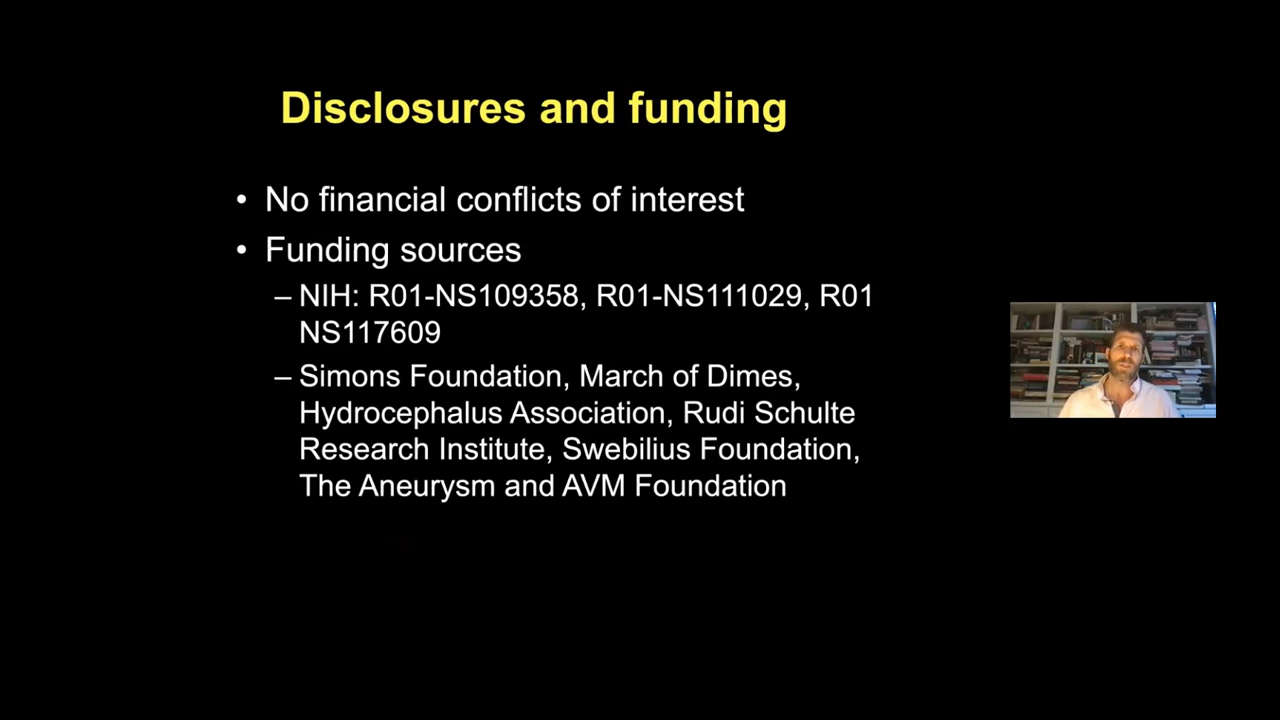 Disclosures and funding
• No financial conflicts of interest
• Funding sources
– NIH: R01-NS109358, R01-NS111029, R01
NS117609
– Simons Foundation, March of Dimes,
Hydrocephalus Association, Rudi Schulte
Research Institute, Swebilius Foundation,
The Aneurysm and AVM Foundation